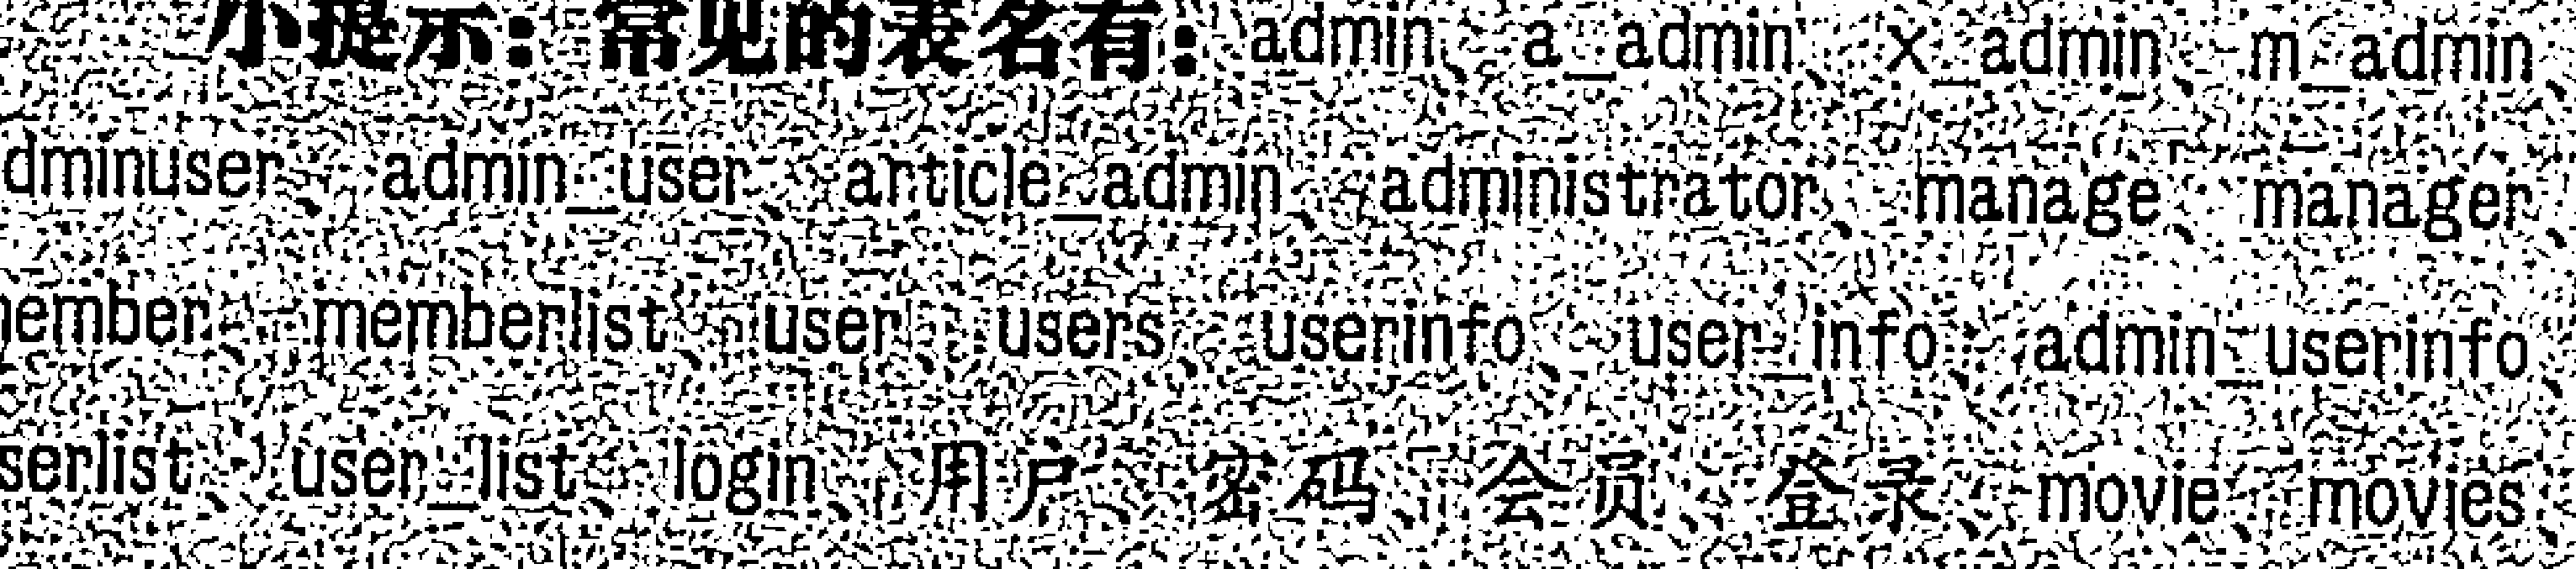 小提示:常见的表名有:admin、a_admin、x_admin、m_admin、
dminuser、admin_user、article_admin、administrator、manage、manager、
member、memberlist、user、users、userinfo、user_info、admin_userinfo、
serlist、user_list、login、用户、密码、会员、登录、movie、movies、